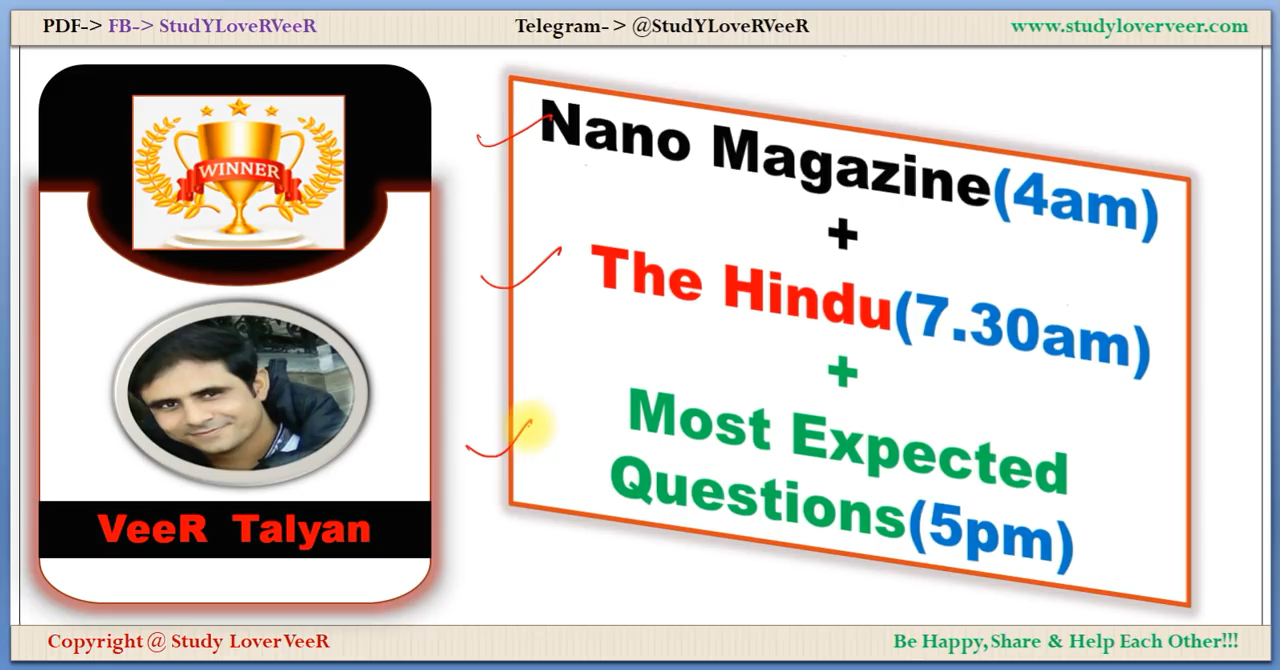 PDF-> FB-> StudYLoveRVeeR
Telegram- > @StudYLoveRVeeR
www.studyloverveer.com
WINNER
VeeR Talyan
Nano Magazine(4am)
+
The Hindu(7.30am)
+
Most Expected
Questions(5pm)
Copyright @ Study LoverVeeR
Be Happy,Share & Help Each Other!!!